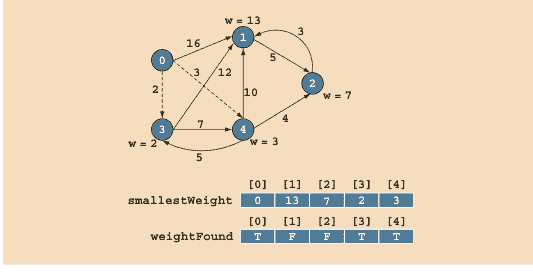 w = 13
1
3
16
5
0
12
3
2
2
10
w = 7
4
3
7
4
w = 2
w = 3
5
[0] [1] [2] [3] [4]
smallestWeight 0 13 7 2 3
[0] [1] [2] [3] [4]
weightFound T F F T T